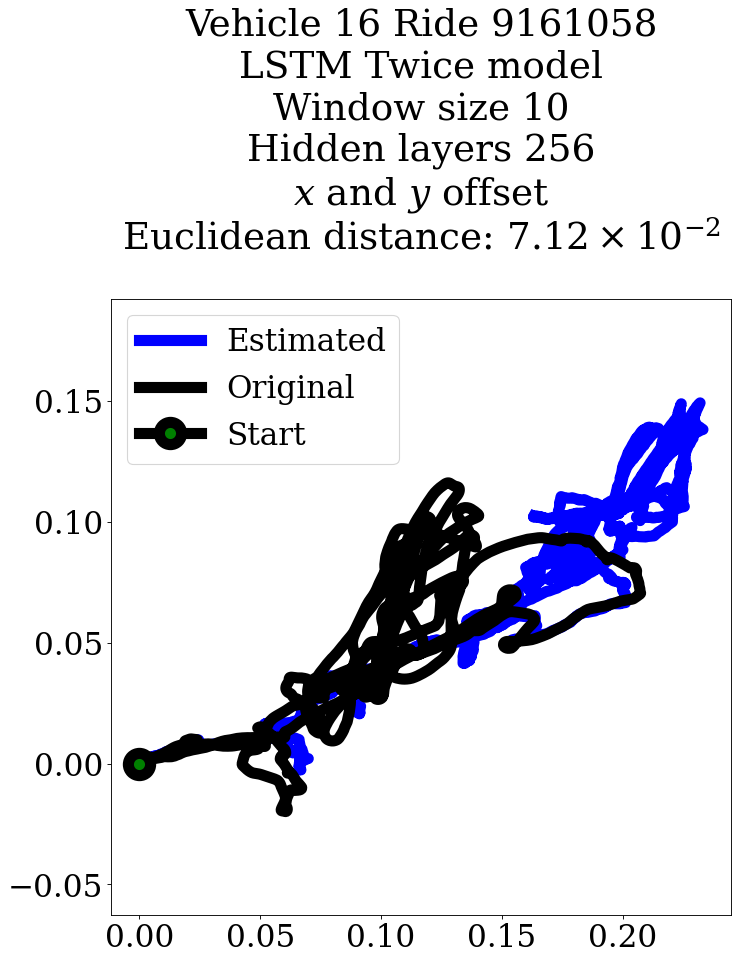 Vehicle 16 Ride 9161058
LSTM Twice model
Window size 10
Hidden layers 256
x and y offset
Euclidean distance: 7.12 × 10⁻²
Estimated
Original
Start
0.15
0.10
0.05
0.00
−0.05
0.00 0.05 0.10 0.15 0.20